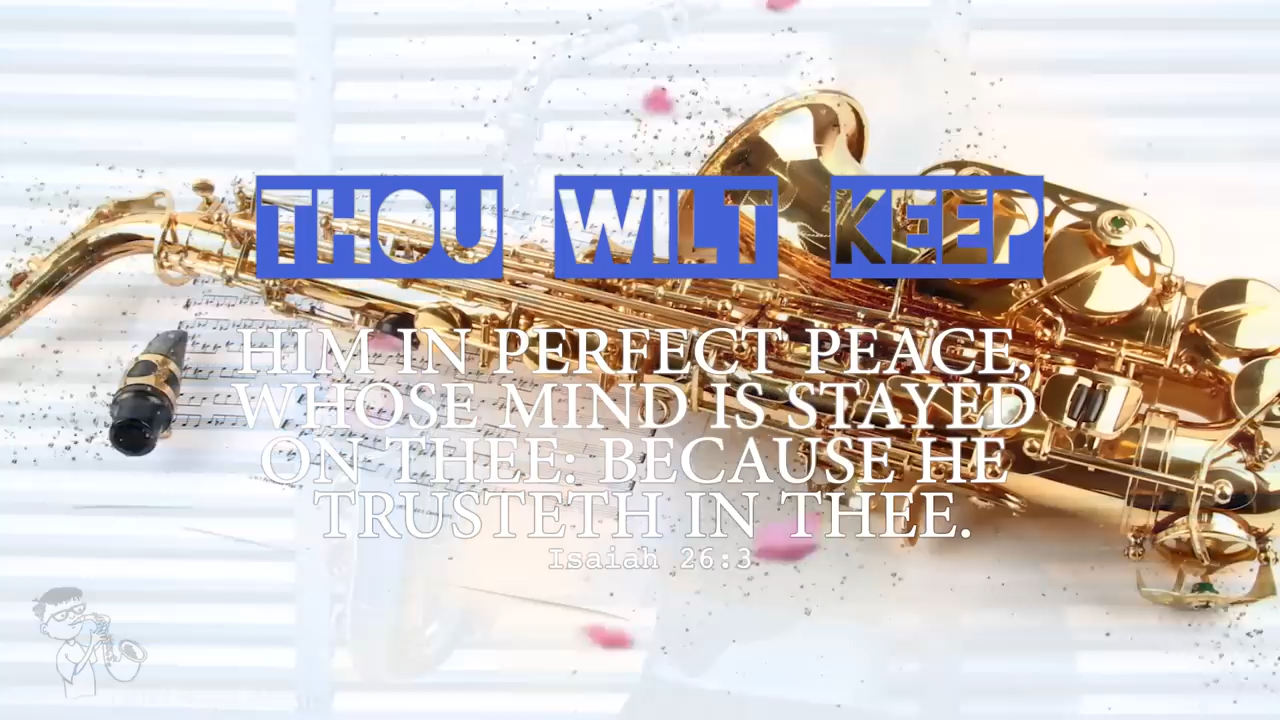 THOU WILT KEEP
HIM IN PERFECT PEACE,
WHOSE MIND IS STAYED
ON THEE: BECAUSE HE
TRUSTETH IN THEE.
Isaiah 26:3